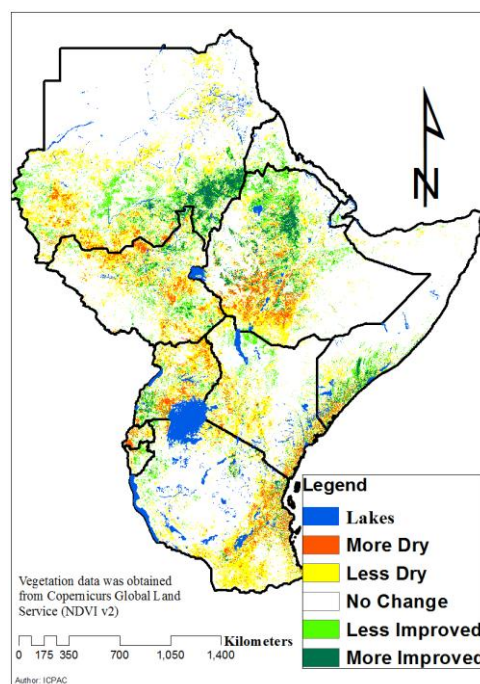 N
Legend
Lakes
More Dry
Less Dry
No Change
Less Improved
More Improved
Vegetation data was obtained
from Copernicurs Global Land
Service (NDVI v2)
Kilometers
0 175 350 700 1,050 1,400
Author: ICPAC